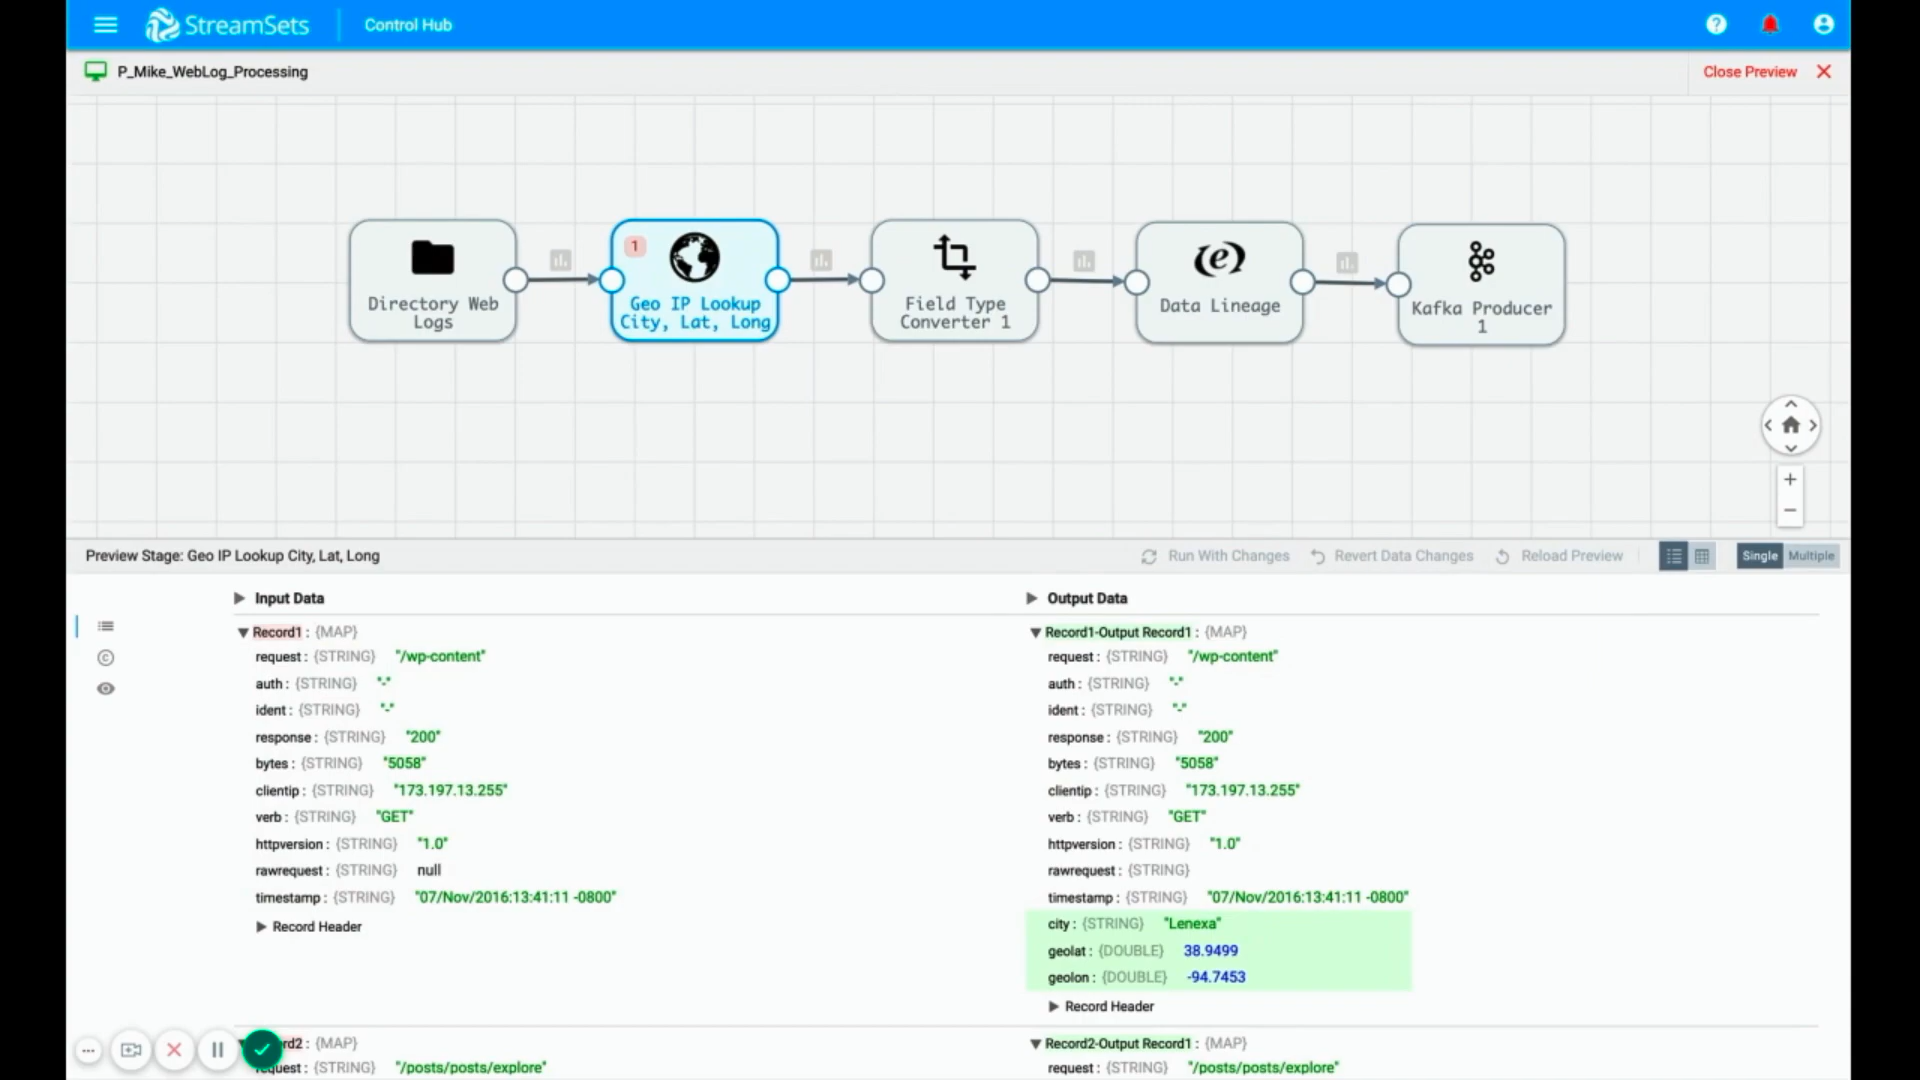 StreamSets
Control Hub
P_Mike_WebLog_Processing
Close Preview
Directory Web
Logs
1
Geo IP Lookup
City, Lat, Long
Field Type
Converter 1
Data Lineage
Kafka Producer
1
Preview Stage: Geo IP Lookup City, Lat, Long
Run With Changes
Revert Data Changes
Reload Preview
Single
Multiple
Input Data
Record1 : {MAP}
request : {STRING} "/wp-content"
auth : {STRING} "-"
ident : {STRING} "-"
response : {STRING} "200"
bytes : {STRING} "5058"
clientip : {STRING} "173.197.13.255"
verb : {STRING} "GET"
httpversion : {STRING} "1.0"
rawrequest : {STRING} null
timestamp : {STRING} "07/Nov/2016:13:41:11 -0800"
Record Header
rd2 : {MAP}
request : {STRING} "/posts/posts/explore"
Output Data
Record1-Output Record1 : {MAP}
request : {STRING} "/wp-content"
auth : {STRING} "-"
ident : {STRING} "-"
response : {STRING} "200"
bytes : {STRING} "5058"
clientip : {STRING} "173.197.13.255"
verb : {STRING} "GET"
httpversion : {STRING} "1.0"
rawrequest : {STRING}
timestamp : {STRING} "07/Nov/2016:13:41:11 -0800"
city : {STRING} "Lenexa"
geolat : {DOUBLE} 38.9499
geolon : {DOUBLE} -94.7453
Record Header
Record2-Output Record1 : {MAP}
request : {STRING} "/posts/posts/explore"